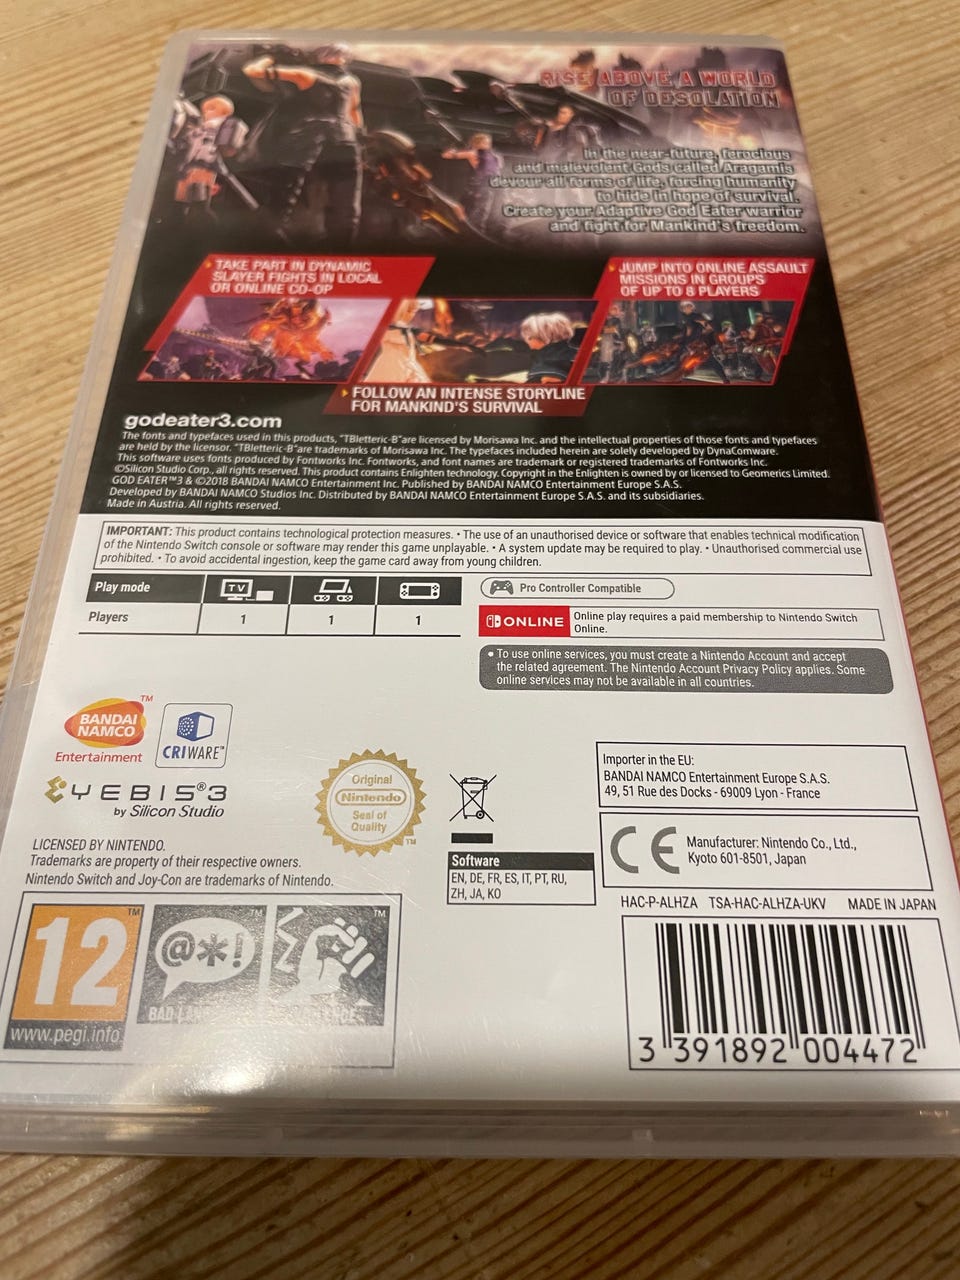 RISE ABOVE A WORLD
OF DESOLATION
In the near-future, ferocious
and malevolent Gods called Aragamis
devour all forms of life, forcing humanity
to hide in hope of survival.
Create your Adaptive God Eater warrior
and fight for Mankind's freedom.
TAKE PART IN DYNAMIC
SLAYER FIGHTS IN LOCAL
OR ONLINE CO-OP
JUMP INTO ONLINE ASSAULT
MISSIONS IN GROUPS
OF UP TO 8 PLAYERS
FOLLOW AN INTENSE STORYLINE
FOR MANKIND'S SURVIVAL
godeater3.com
The fonts and typefaces used in this products, "TBletteric-B"are licensed by Morisawa Inc. and the intellectual properties of those fonts and typefaces
are held by the licensor. "TBletteric-B"are trademarks of Morisawa Inc. The typefaces included herein are solely developed by DynaComware.
This software uses fonts produced by Fontworks Inc. Fontworks, and font names are trademark or registered trademarks of Fontworks Inc.
©Silicon Studio Corp., all rights reserved. This product contains Enlighten technology. Copyright in the Enlighten is owned by or licensed to Geomerics Limited.
GOD EATER™3 & ©2018 BANDAI NAMCO Entertainment Inc. Published by BANDAI NAMCO Entertainment Europe S.A.S.
Developed by BANDAI NAMCO Studios Inc. Distributed by BANDAI NAMCO Entertainment Europe S.A.S. and its subsidiaries.
Made in Austria. All rights reserved.
IMPORTANT: This product contains technological protection measures. • The use of an unauthorised device or software that enables technical modification
of the Nintendo Switch console or software may render this game unplayable. • A system update may be required to play. • Unauthorised commercial use
prohibited. • To avoid accidental ingestion, keep the game card away from young children.
Play mode TV
Players 1 1 1
Pro Controller Compatible
ONLINE
Online play requires a paid membership to Nintendo Switch
Online.
• To use online services, you must create a Nintendo Account and accept
the related agreement. The Nintendo Account Privacy Policy applies. Some
online services may not be available in all countries.
BANDAI
NAMCO
TM
Entertainment
CRIWARE™
YEBIS®3
by Silicon Studio
Original
Nintendo
Seal of
Quality
TM
LICENSED BY NINTENDO.
Trademarks are property of their respective owners.
Nintendo Switch and Joy-Con are trademarks of Nintendo.
Software
EN, DE, FR, ES, IT, PT, RU,
ZH, JA, KO
Importer in the EU:
BANDAI NAMCO Entertainment Europe S.A.S.
49, 51 Rue des Docks - 69009 Lyon - France
CE
Manufacturer: Nintendo Co., Ltd.,
Kyoto 601-8501, Japan
HAC-P-ALHZA TSA-HAC-ALHZA-UKV MADE IN JAPAN
12
TM
www.pegi.info
@*!
TM
TM
3 391892 004472